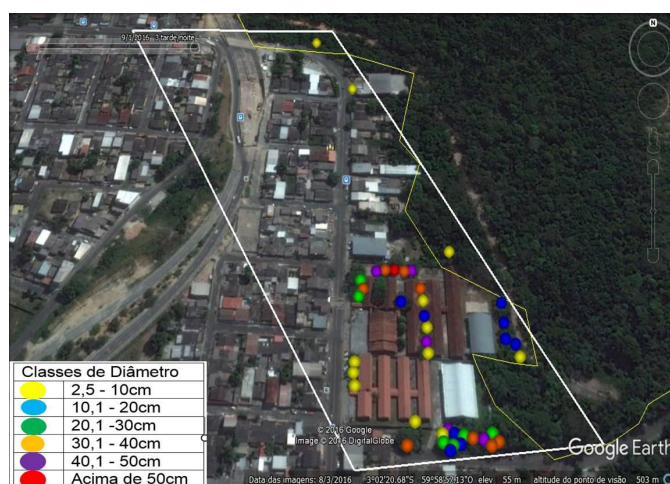 9/1/2016 3 tarde noite
N
© 2016 Google
Image © 2016 DigitalGlobe
Google Earth
Data das imagens: 8/3/2016 3°02'20.68"S 59°58'52.13"O elev 55 m altitude do ponto de visão 503 m
Classes de Diâmetro
2,5 - 10cm
10,1 - 20cm
20,1 -30cm
30,1 - 40cm
40,1 - 50cm
Acima de 50cm